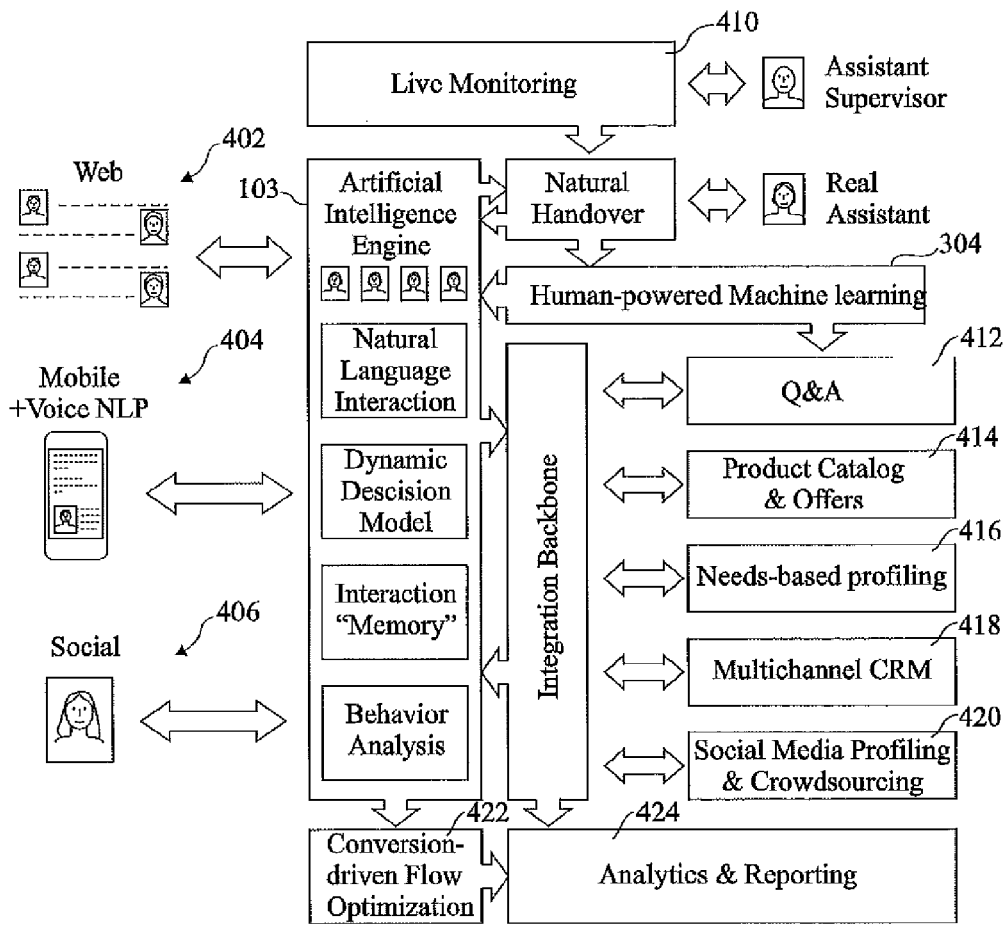 410
Live Monitoring
Assistant
Supervisor
402
Web
103
Artificial
Intelligence
Engine
Natural
Handover
Real
Assistant
304
Human-powered Machine learning
404
Mobile
+Voice NLP
Natural
Language
Interaction
412
Q&A
414
Product Catalog
& Offers
Dynamic
Descision
Model
Integration Backbone
416
Needs-based profiling
406
Social
Interaction
“Memory”
418
Multichannel CRM
Behavior
Analysis
420
Social Media Profiling
& Crowdsourcing
422
Conversion-
driven Flow
Optimization
424
Analytics & Reporting